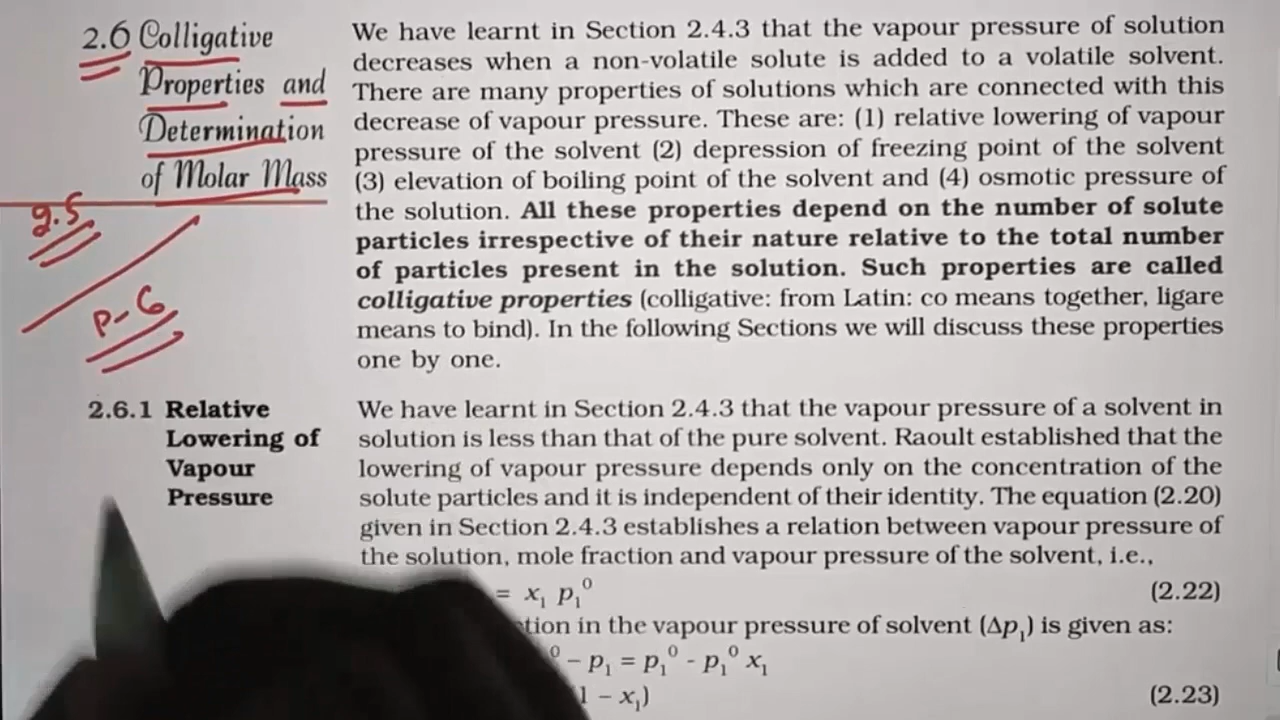 2.6 Colligative
Properties and
Determination
of Molar Mass
2.5
P-6
We have learnt in Section 2.4.3 that the vapour pressure of solution
decreases when a non-volatile solute is added to a volatile solvent.
There are many properties of solutions which are connected with this
decrease of vapour pressure. These are: (1) relative lowering of vapour
pressure of the solvent (2) depression of freezing point of the solvent
(3) elevation of boiling point of the solvent and (4) osmotic pressure of
the solution. All these properties depend on the number of solute
particles irrespective of their nature relative to the total number
of particles present in the solution. Such properties are called
colligative properties (colligative: from Latin: co means together, ligare
means to bind). In the following Sections we will discuss these properties
one by one.
2.6.1 Relative
Lowering of
Vapour
Pressure
We have learnt in Section 2.4.3 that the vapour pressure of a solvent in
solution is less than that of the pure solvent. Raoult established that the
lowering of vapour pressure depends only on the concentration of the
solute particles and it is independent of their identity. The equation (2.20)
given in Section 2.4.3 establishes a relation between vapour pressure of
the solution, mole fraction and vapour pressure of the solvent, i.e.,
= x₁ p₁⁰ (2.22)
in the vapour pressure of solvent (Δp₁) is given as:
⁰ – p₁ = p₁⁰ - p₁⁰ x₁
1 – x₁) (2.23)